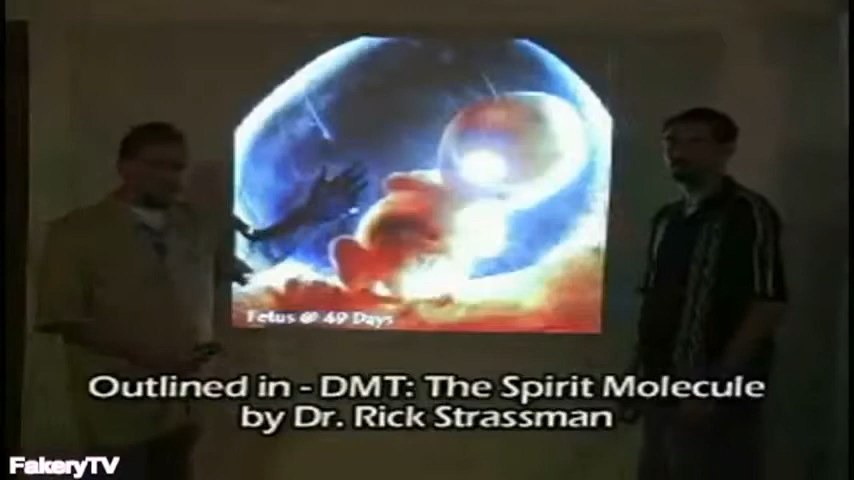 Fetus @ 49 Days
Outlined in - DMT: The Spirit Molecule
by Dr. Rick Strassman
FakeryTV